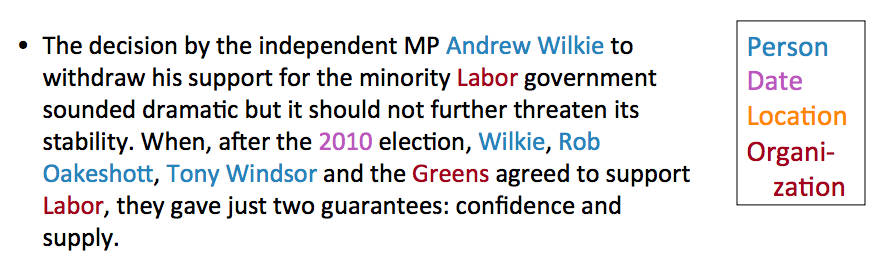 • The decision by the independent MP Andrew Wilkie to
withdraw his support for the minority Labor government
sounded dramatic but it should not further threaten its
stability. When, after the 2010 election, Wilkie, Rob
Oakeshott, Tony Windsor and the Greens agreed to support
Labor, they gave just two guarantees: confidence and
supply.
Person
Date
Location
Organi-
zation